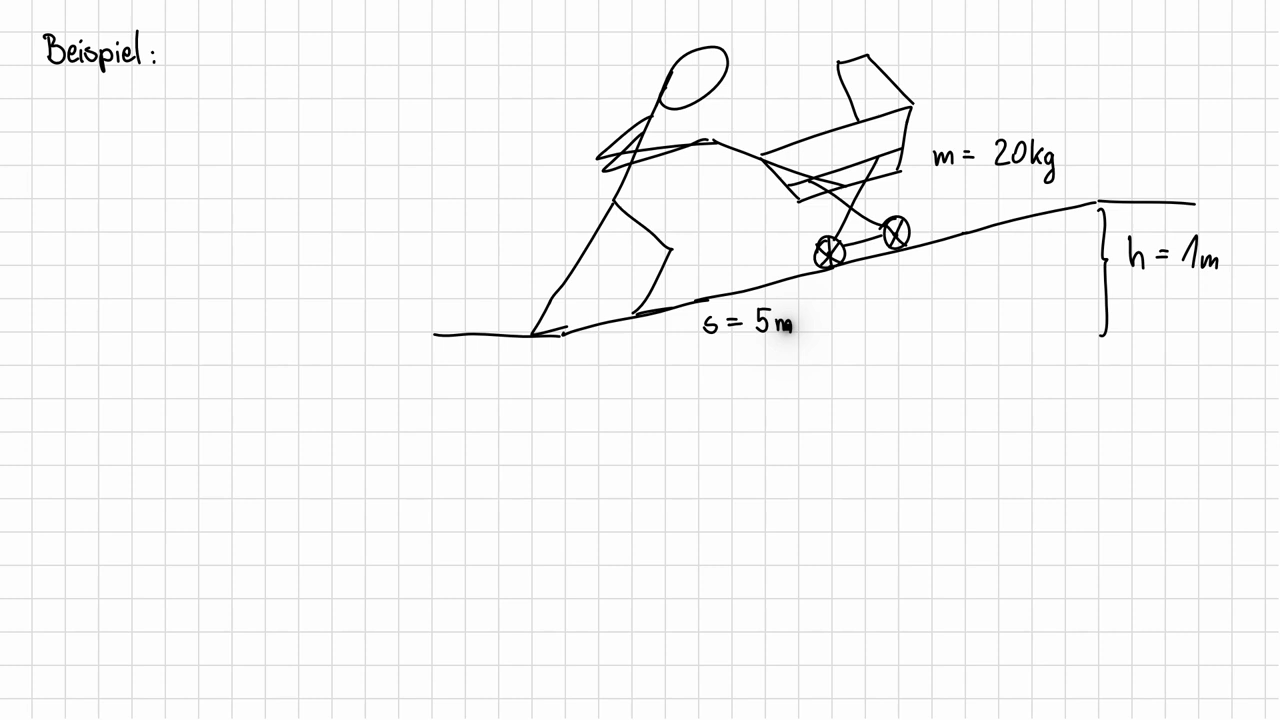 Beispiel:
m = 20kg
h = 1m
s = 5m